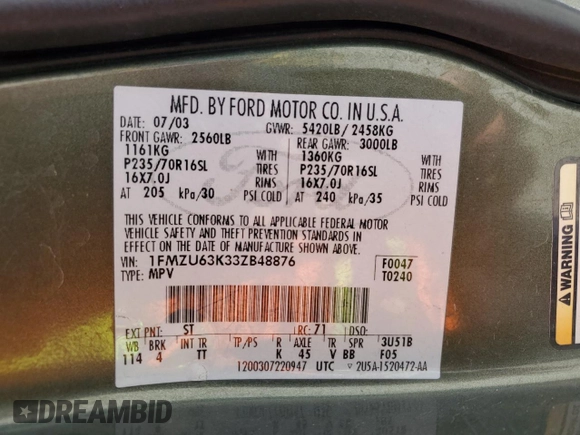 MFD. BY FORD MOTOR CO. IN U.S.A.
DATE: 07/03 GVWR: 5420LB/ 2458KG
FRONT GAWR: 2560LB REAR GAWR: 3000LB
1161KG WITH 1360KG WITH
P235/70R16SL TIRES P235/70R16SL TIRES
16X7.0J RIMS 16X7.0J RIMS
AT 205 kPa/30 PSI COLD AT 240 kPa/35 PSI COLD
THIS VEHICLE CONFORMS TO ALL APPLICABLE FEDERAL MOTOR
VEHICLE SAFETY AND THEFT PREVENTION STANDARDS IN
EFFECT ON THE DATE OF MANUFACTURE SHOWN ABOVE.
VIN: 1FMZU63K33ZB48876 F0047
TYPE: MPV T0240
EXT PNT: ST RC: 71 DSO:
WB BRK INT TR TP/PS R AXLE TR SPR 3U51B
114 4 TT K 45 V BB F05
1200307220947 UTC 2U5A-1520472-AA
DREAMBID